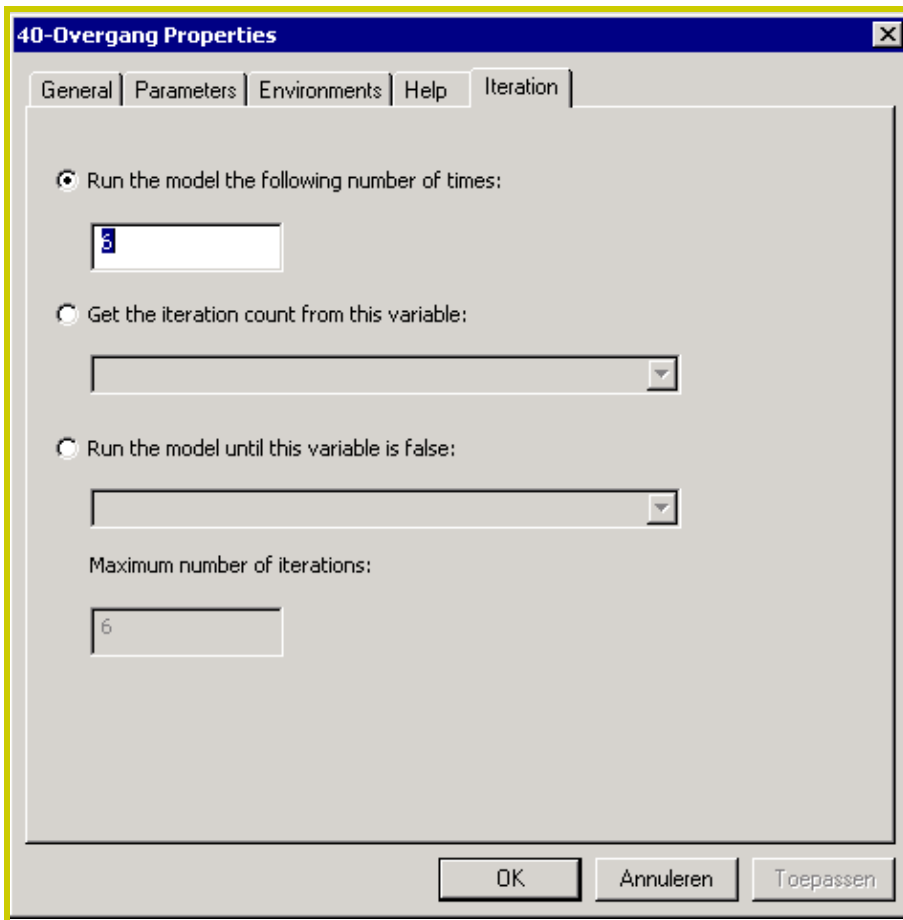 40-Overgang Properties
General Parameters Environments Help Iteration
Run the model the following number of times:
6
Get the iteration count from this variable:
Run the model until this variable is false:
Maximum number of iterations:
6
OK Annuleren Toepassen